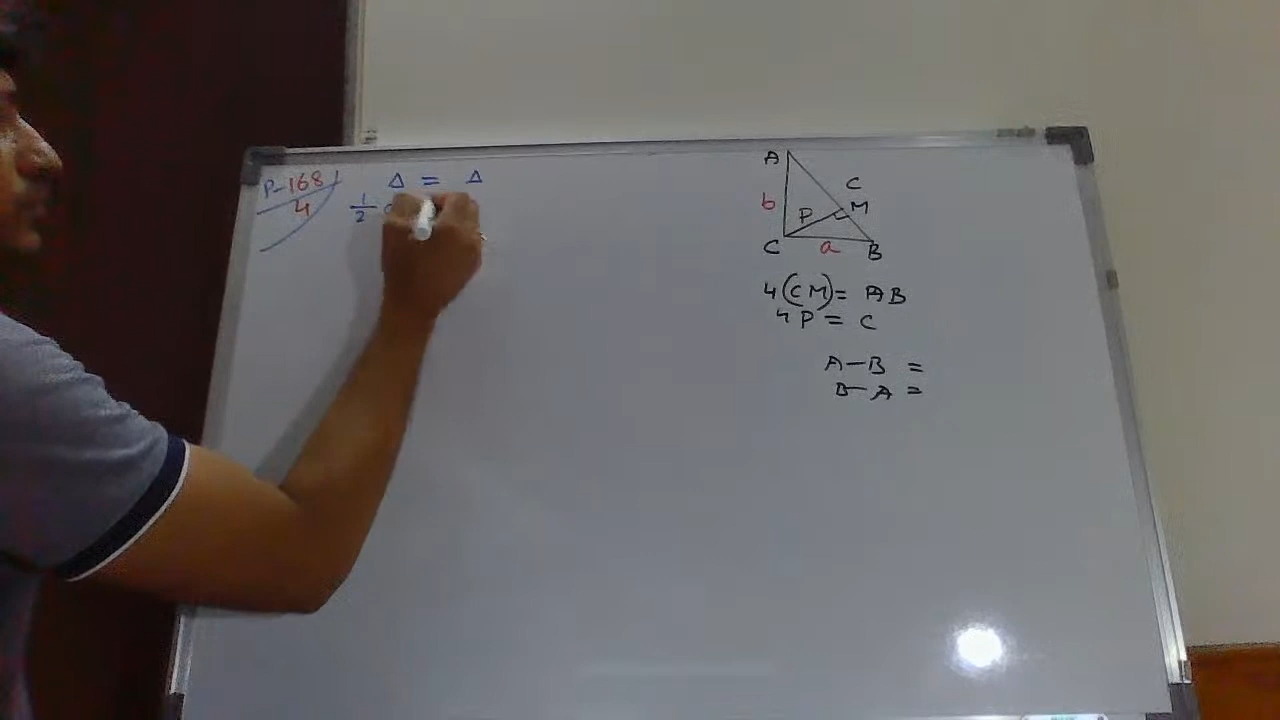 P-168
4
Δ = Δ
1/2
A
C
b
P
M
C
a
B
4(CM) = AB
4P = C
A-B =
B-A =